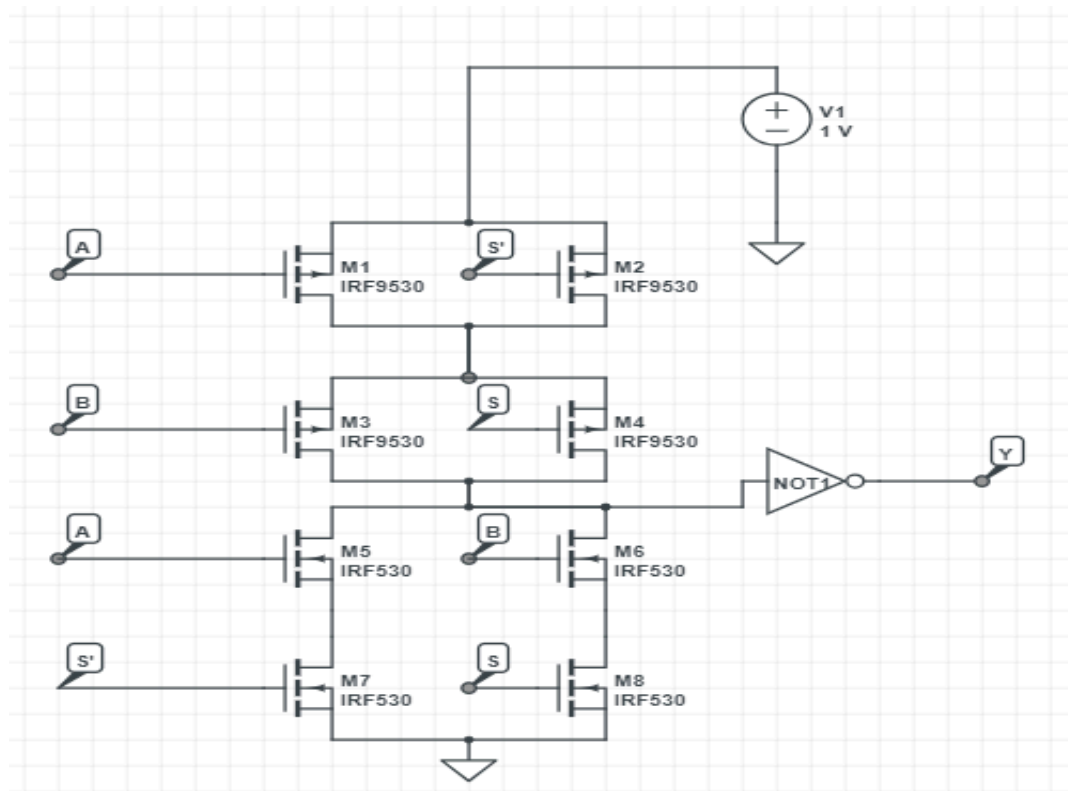 V1
1 V
A
S'
M1
IRF9530
M2
IRF9530
B
S
M3
IRF9530
M4
IRF9530
Y
NOT1
A
B
M5
IRF530
M6
IRF530
S'
S
M7
IRF530
M8
IRF530